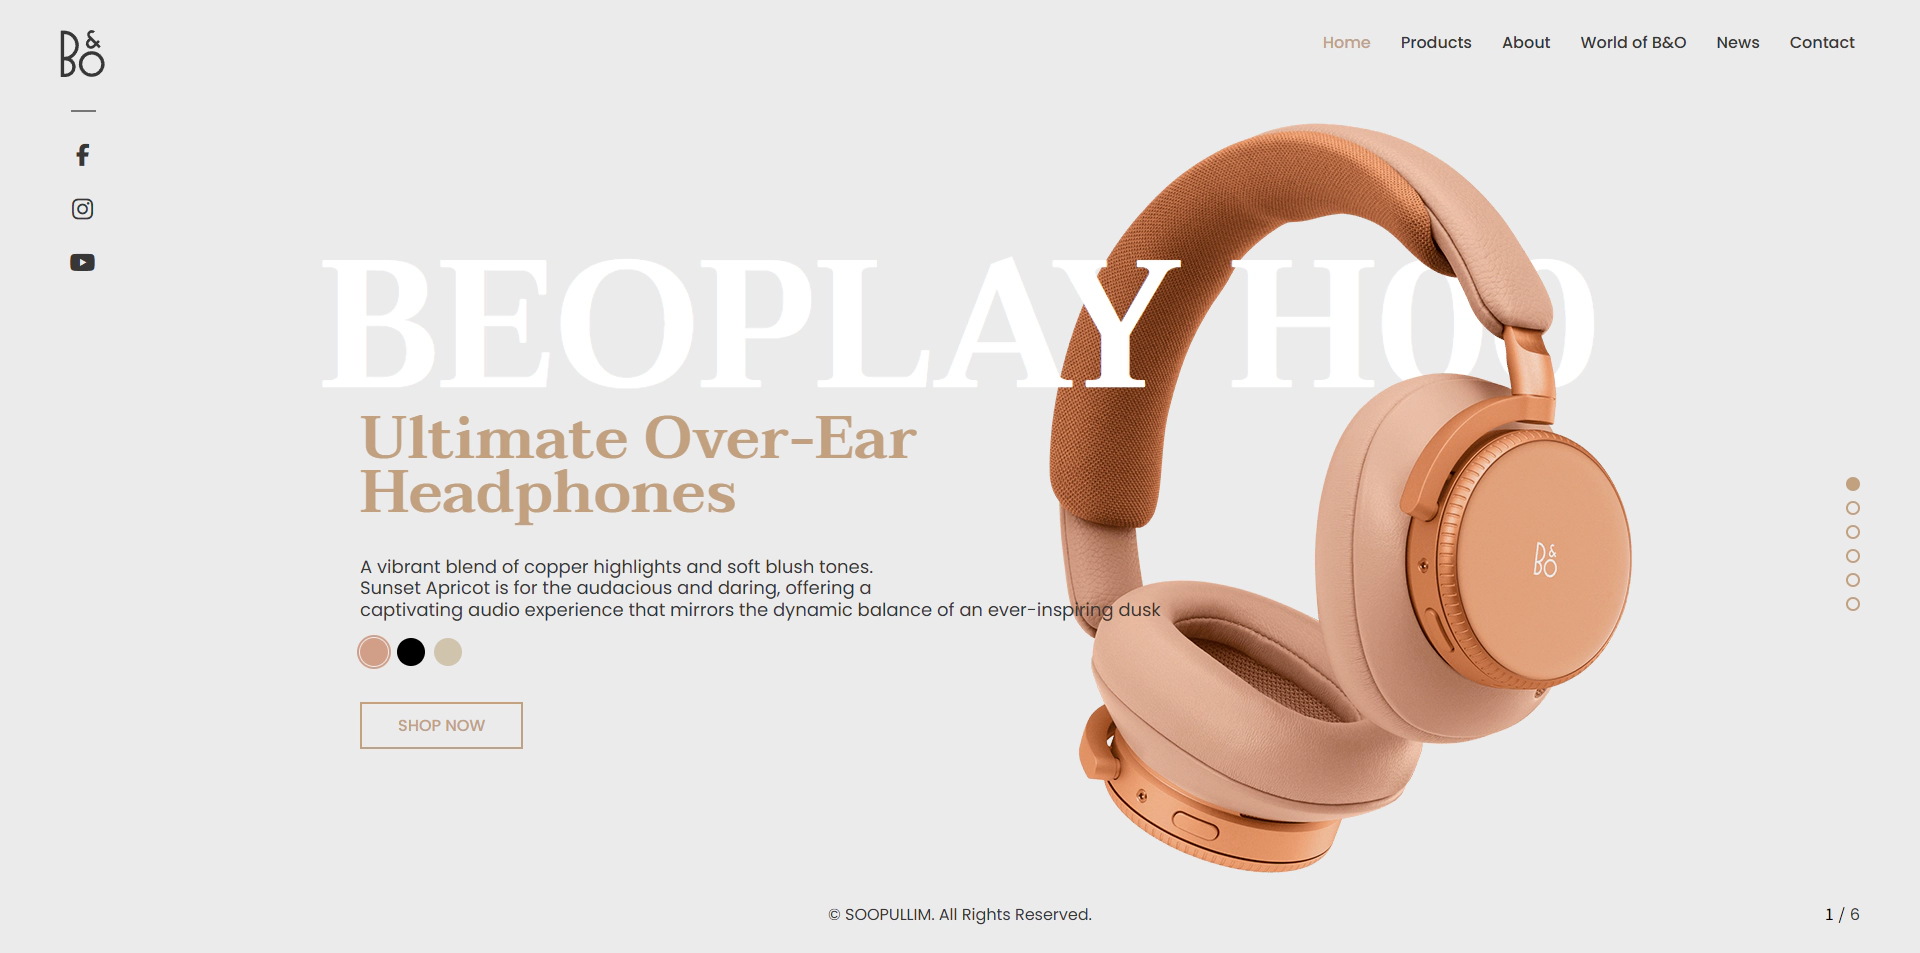 B&O
Home Products About World of B&O News Contact
BEOPLAY H00
Ultimate Over-Ear
Headphones
A vibrant blend of copper highlights and soft blush tones.
Sunset Apricot is for the audacious and daring, offering a
captivating audio experience that mirrors the dynamic balance of an ever-inspiring dusk
B&O
SHOP NOW
© SOOPULLIM. All Rights Reserved.
1 / 6